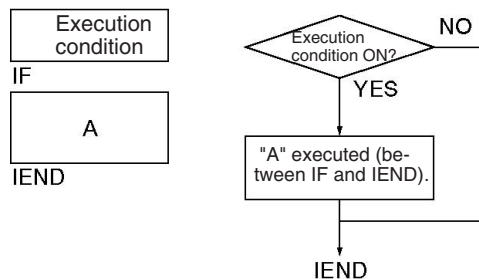 Execution
condition
IF
A
IEND
Execution
condition ON?
NO
YES
"A" executed (be-
tween IF and IEND).
IEND